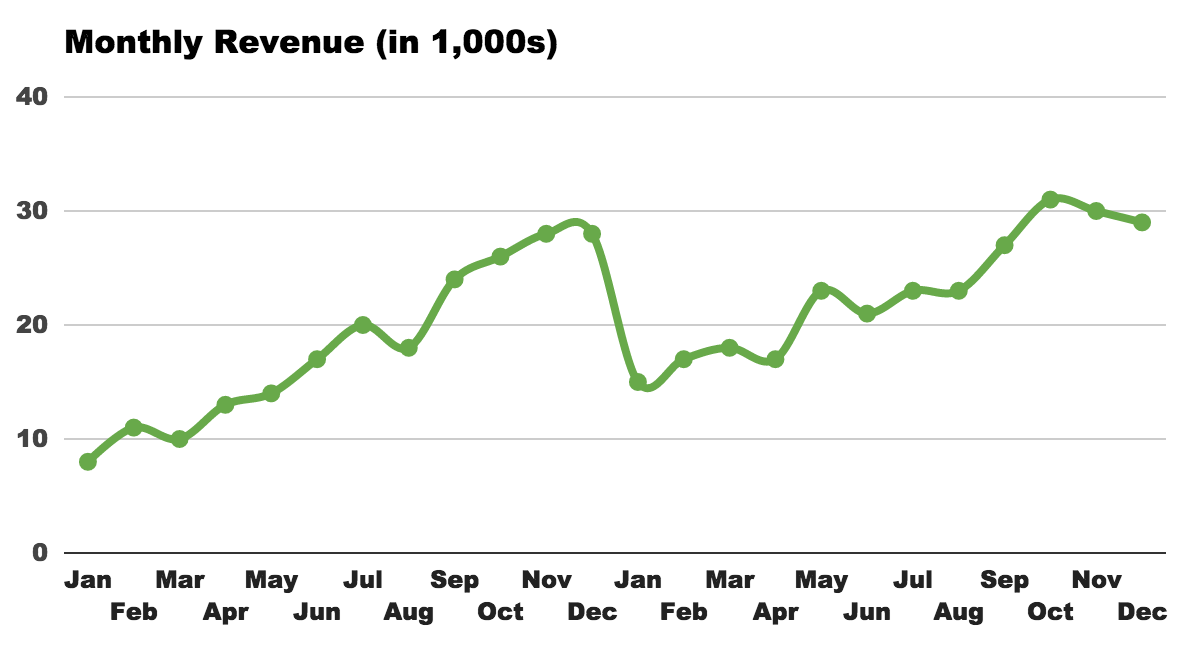 Monthly Revenue (in 1,000s)
40
30
20
10
0
Jan Mar May Jul Sep Nov Jan Mar May Jul Sep Nov
Feb Apr Jun Aug Oct Dec Feb Apr Jun Aug Oct Dec